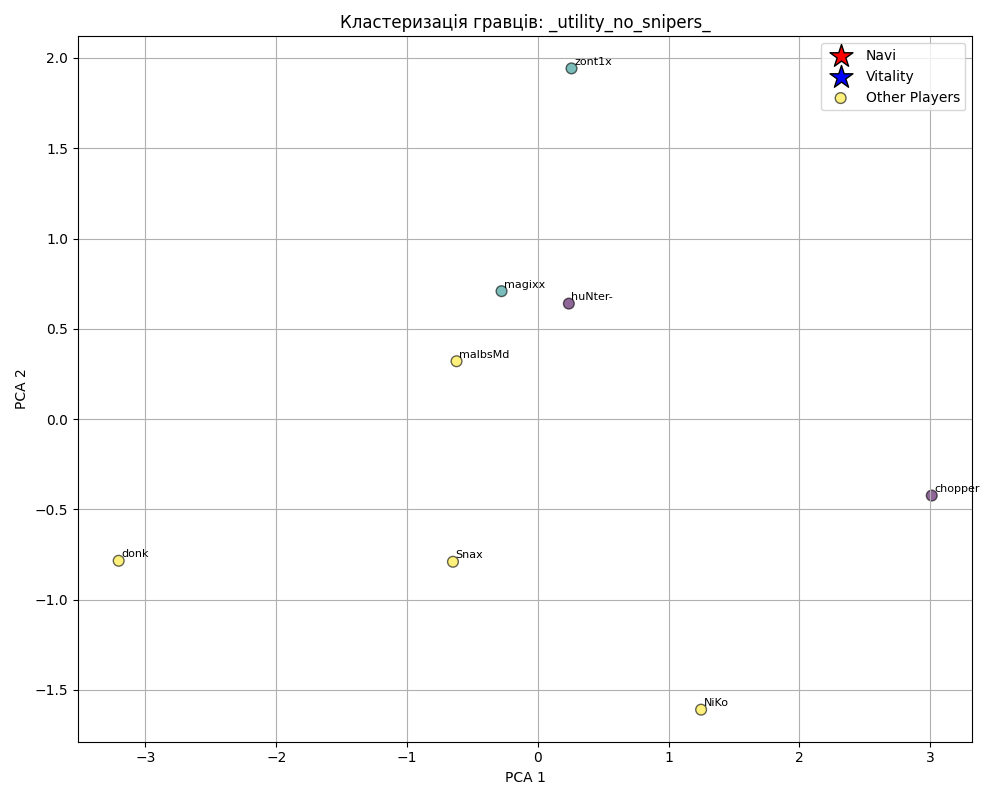 Кластеризація гравців: _utility_no_snipers_
Navi
Vitality
Other Players
zont1x
magixx
huNter-
malbsMd
chopper
donk
Snax
NiKo
2.0
1.5
1.0
0.5
0.0
−0.5
−1.0
−1.5
PCA 2
−3
−2
−1
0
1
2
3
PCA 1